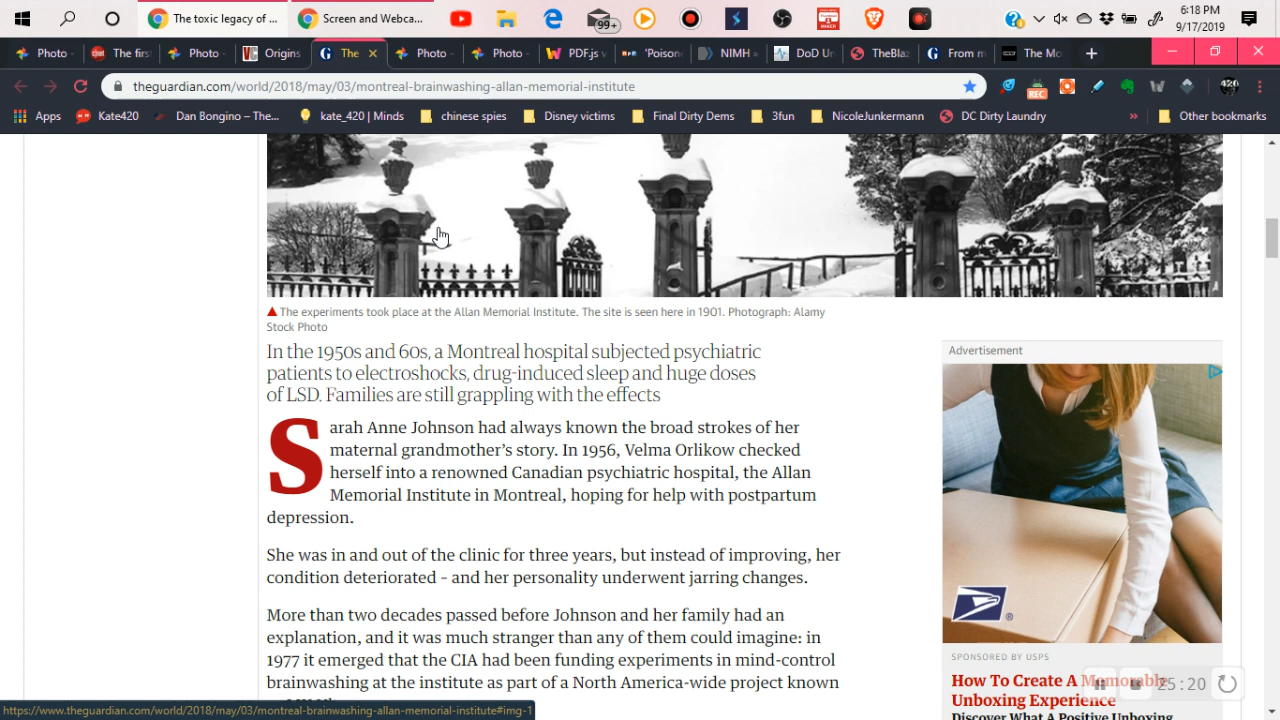 The toxic legacy of ...
Screen and Webca...
99+
6:18 PM
9/17/2019
Photo -
The firs
Photo -
Origins
The
Photo -
Photo -
PDF.js v
'Poison
NIMH »
DoD Un
TheBlaz
From m
The Mo
theguardian.com/world/2018/may/03/montreal-brainwashing-allan-memorial-institute
REC
420
Apps
Kate420
Dan Bongino – The...
kate_420 | Minds
chinese spies
Disney victims
Final Dirty Dems
3fun
NicoleJunkermann
DC Dirty Laundry
»
Other bookmarks
The experiments took place at the Allan Memorial Institute. The site is seen here in 1901. Photograph: Alamy
Stock Photo
In the 1950s and 60s, a Montreal hospital subjected psychiatric
patients to electroshocks, drug-induced sleep and huge doses
of LSD. Families are still grappling with the effects
Sarah Anne Johnson had always known the broad strokes of her
maternal grandmother's story. In 1956, Velma Orlikow checked
herself into a renowned Canadian psychiatric hospital, the Allan
Memorial Institute in Montreal, hoping for help with postpartum
depression.
She was in and out of the clinic for three years, but instead of improving, her
condition deteriorated – and her personality underwent jarring changes.
More than two decades passed before Johnson and her family had an
explanation, and it was much stranger than any of them could imagine: in
1977 it emerged that the CIA had been funding experiments in mind-control
brainwashing at the institute as part of a North America-wide project known
Advertisement
SPONSORED BY USPS
How To Create A Memorable
Unboxing Experience
Discover What A Positive Unboxing
25:20
https://www.theguardian.com/world/2018/may/03/montreal-brainwashing-allan-memorial-institute#img-1